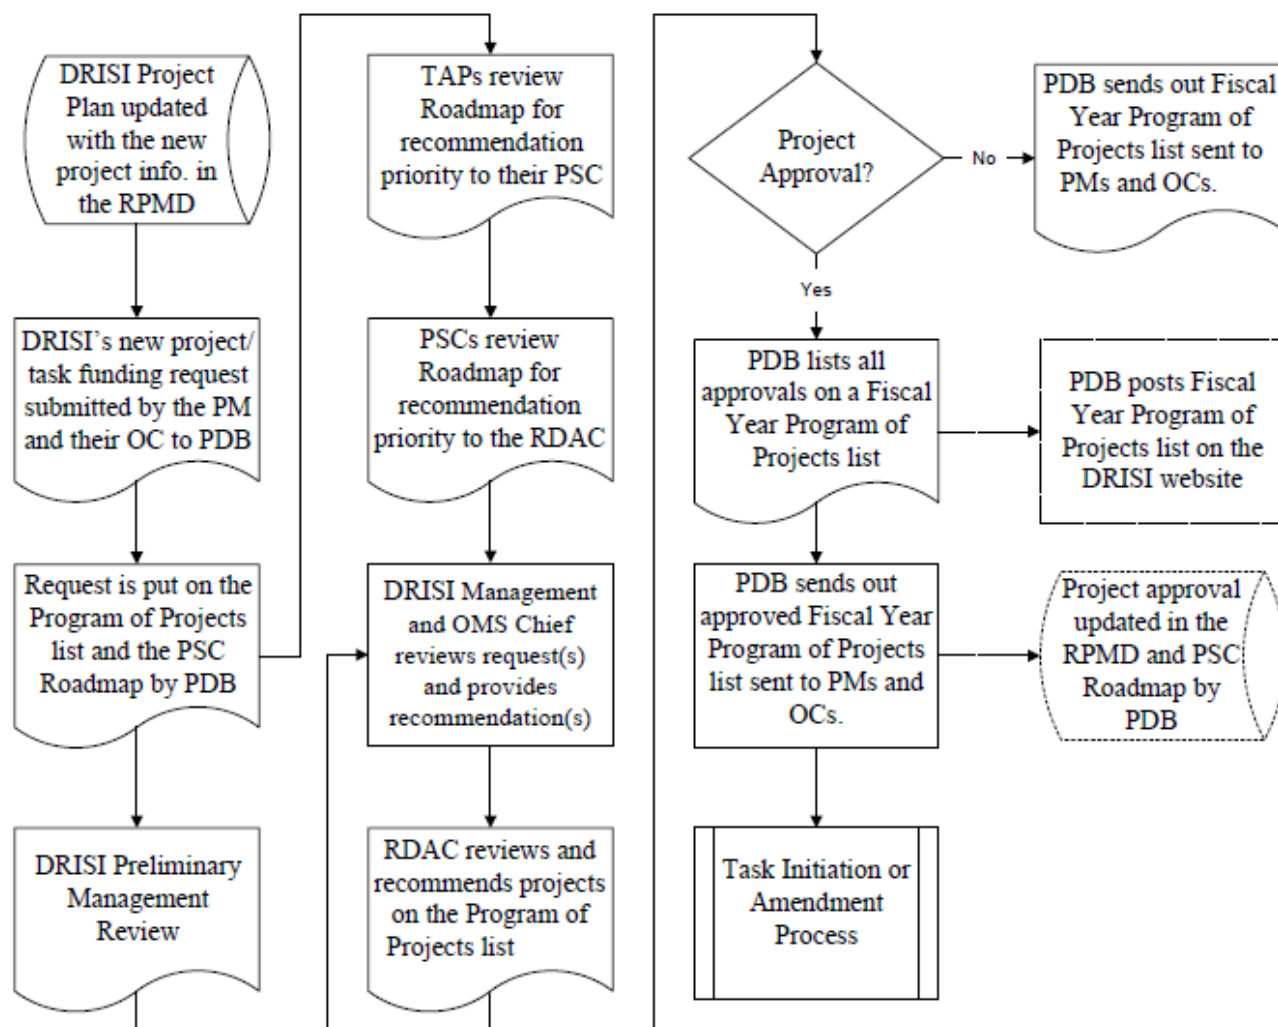 DRISI Project
Plan updated
with the new
project info. in
the RPMD
DRISI's new project/
task funding request
submitted by the PM
and their OC to PDB
Request is put on the
Program of Projects
list and the PSC
Roadmap by PDB
DRISI Preliminary
Management
Review
TAPs review
Roadmap for
recommendation
priority to their PSC
PSCs review
Roadmap for
recommendation
priority to the RDAC
DRISI Management
and OMS Chief
reviews request(s)
and provides
recommendation(s)
RDAC reviews and
recommends projects
on the Program of
Projects list
Project
Approval?
No
PDB sends out Fiscal
Year Program of
Projects list sent to
PMs and OCs.
Yes
PDB lists all
approvals on a Fiscal
Year Program of
Projects list
PDB posts Fiscal
Year Program of
Projects list on the
DRISI website
PDB sends out
approved Fiscal Year
Program of Projects
list sent to PMs and
OCs.
Project approval
updated in the
RPMD and PSC
Roadmap by
PDB
Task Initiation or
Amendment
Process